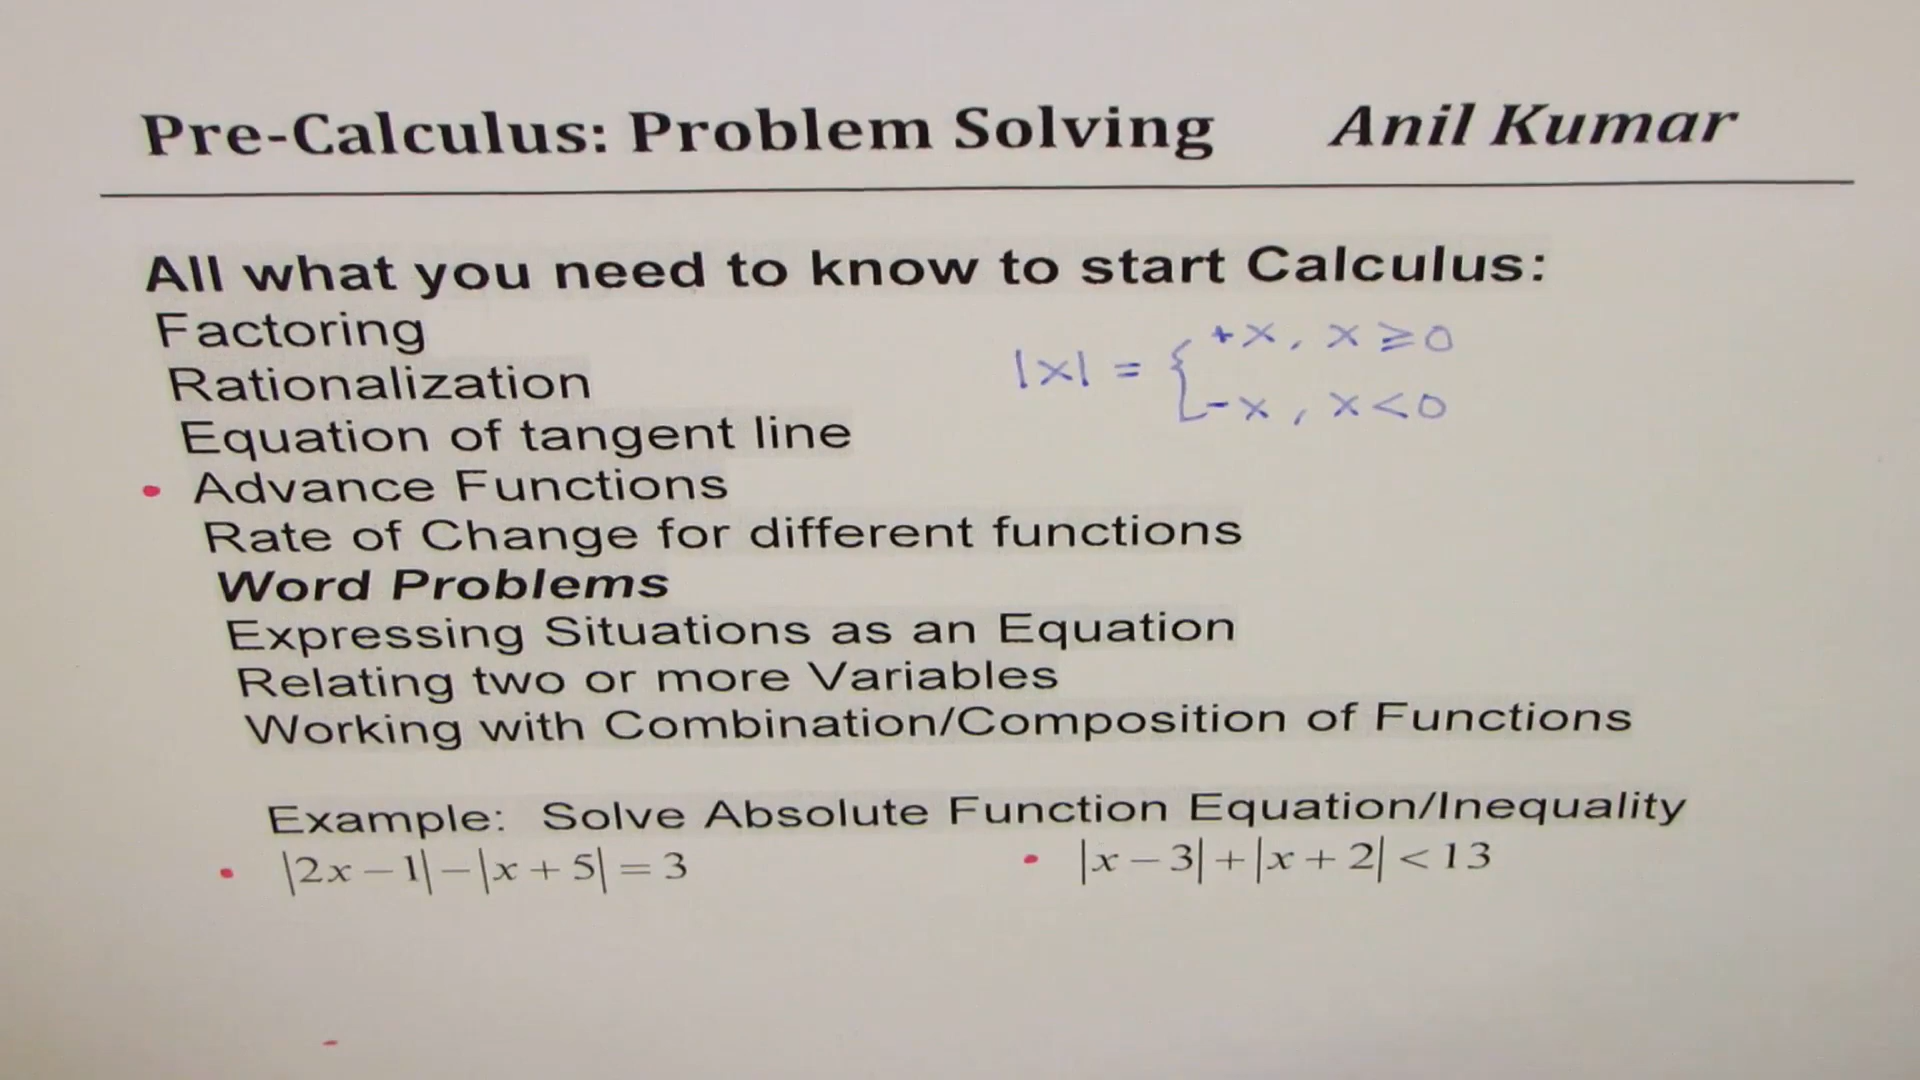 Pre-Calculus: Problem Solving Anil Kumar
All what you need to know to start Calculus:
Factoring
Rationalization
Equation of tangent line
• Advance Functions
Rate of Change for different functions
Word Problems
Expressing Situations as an Equation
Relating two or more Variables
Working with Combination/Composition of Functions
|x| = { +x, x ≥ 0
-x, x < 0
Example: Solve Absolute Function Equation/Inequality
• |2x − 1| − |x + 5| = 3 • |x − 3| + |x + 2| < 13